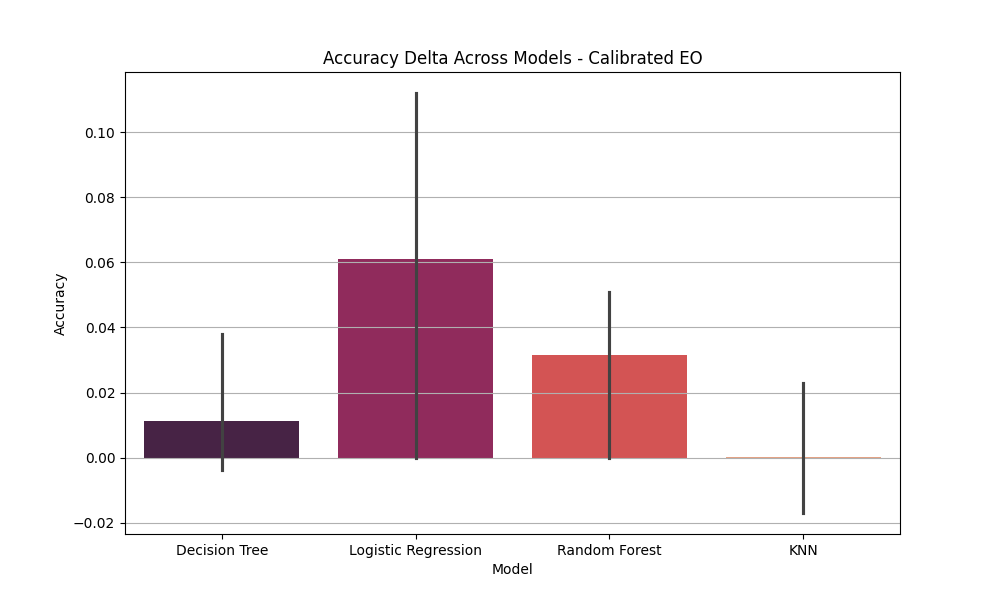 Accuracy Delta Across Models - Calibrated EO
Accuracy
0.10
0.08
0.06
0.04
0.02
0.00
−0.02
Decision Tree
Logistic Regression
Random Forest
KNN
Model